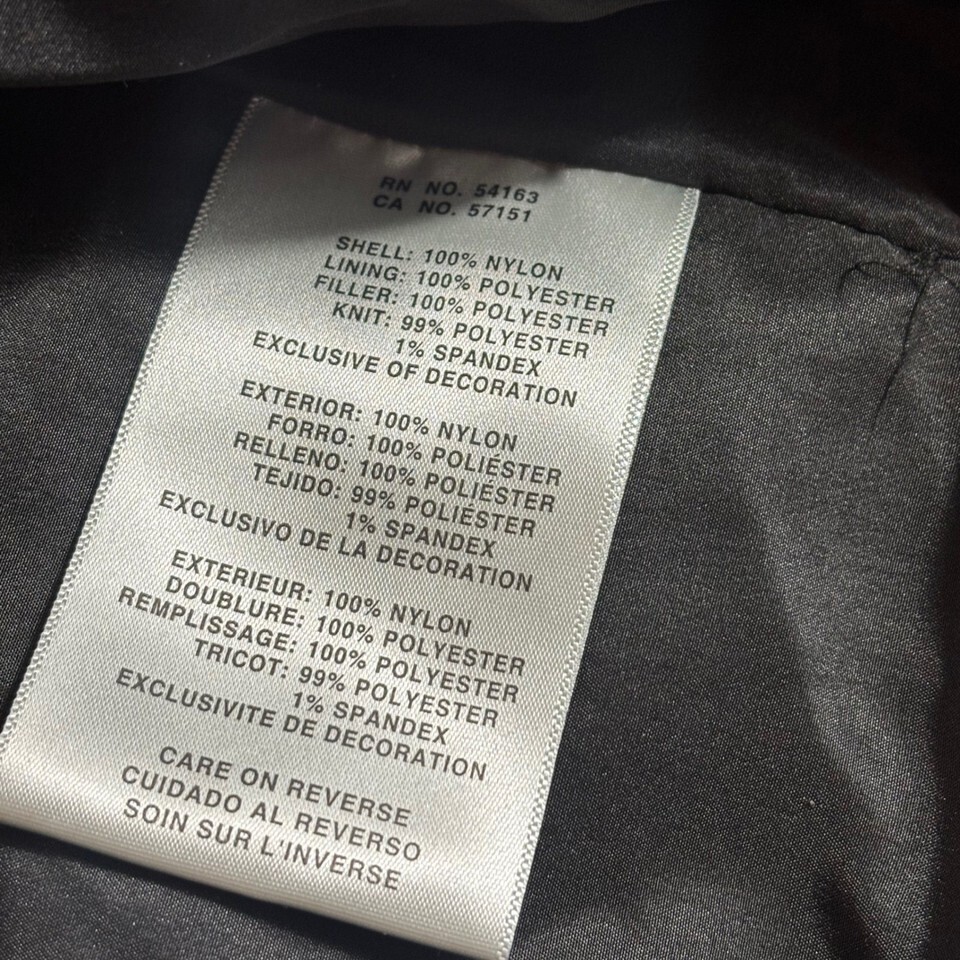 RN NO. 54163
CA NO. 57151
SHELL: 100% NYLON
LINING: 100% POLYESTER
FILLER: 100% POLYESTER
KNIT: 99% POLYESTER
1% SPANDEX
EXCLUSIVE OF DECORATION
EXTERIOR: 100% NYLON
FORRO: 100% POLIÉSTER
RELLENO: 100% POLIÉSTER
TEJIDO: 99% POLIÉSTER
1% SPANDEX
EXCLUSIVO DE LA DECORATION
EXTERIEUR: 100% NYLON
DOUBLURE: 100% POLYESTER
REMPLISSAGE: 100% POLYESTER
TRICOT: 99% POLYESTER
1% SPANDEX
EXCLUSIVITE DE DECORATION
CARE ON REVERSE
CUIDADO AL REVERSO
SOIN SUR L'INVERSE